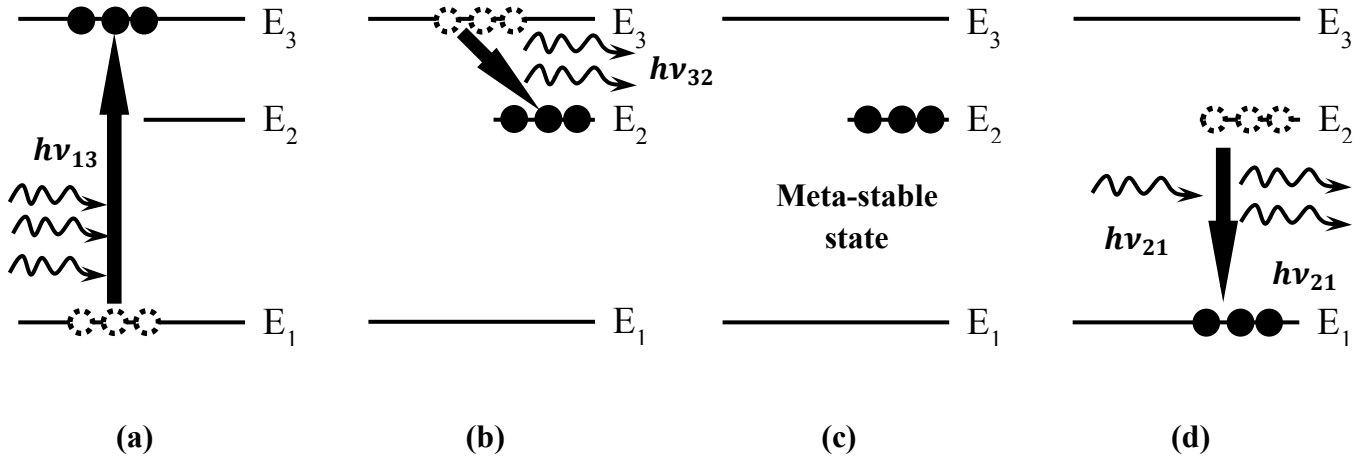 E₃
E₂
hν₁₃
E₁
(a)
E₃
hν₃₂
E₂
E₁
(b)
E₃
E₂
Meta-stable
state
E₁
(c)
E₃
E₂
hν₂₁
hν₂₁
E₁
(d)